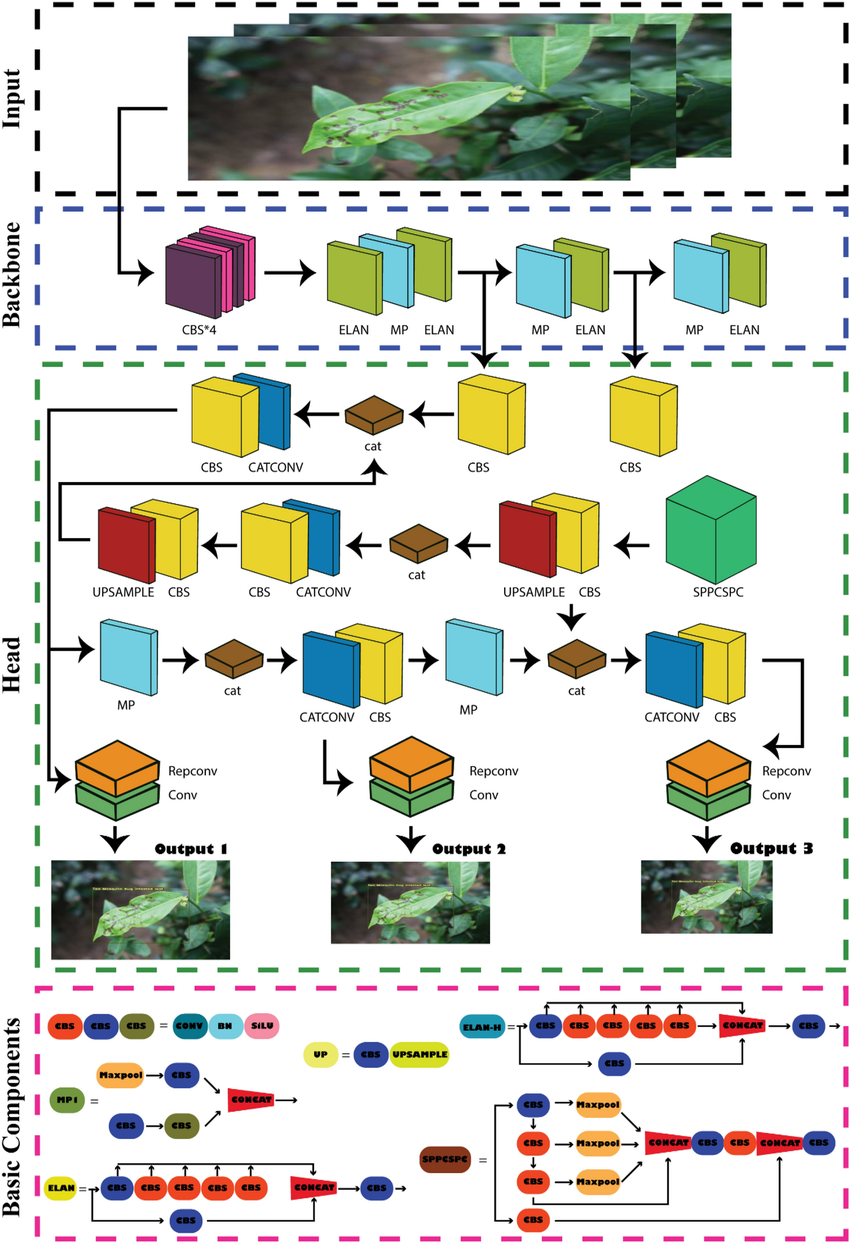 Input
Backbone
CBS*4
ELAN MP ELAN
MP ELAN
MP ELAN
Head
CBS CATCONV
cat
CBS
CBS
UPSAMPLE CBS
CBS CATCONV
cat
UPSAMPLE CBS
SPPCSPC
MP
cat
CATCONV CBS
MP
cat
CATCONV CBS
Repconv
Conv
Repconv
Conv
Repconv
Conv
Output 1
Output 2
Output 3
Basic Components
CBS CBS CBS = CONV BN SiLU
UP = CBS UPSAMPLE
ELAN-H = CBS CBS CBS CBS CBS CONCAT CBS
CBS
MP1 =
Maxpool CBS
CONCAT
CBS CBS
ELAN = CBS CBS CBS CBS CBS CONCAT CBS
CBS
SPPCSPC =
CBS Maxpool
CBS Maxpool CONCAT CBS CBS CONCAT CBS
CBS Maxpool
CBS